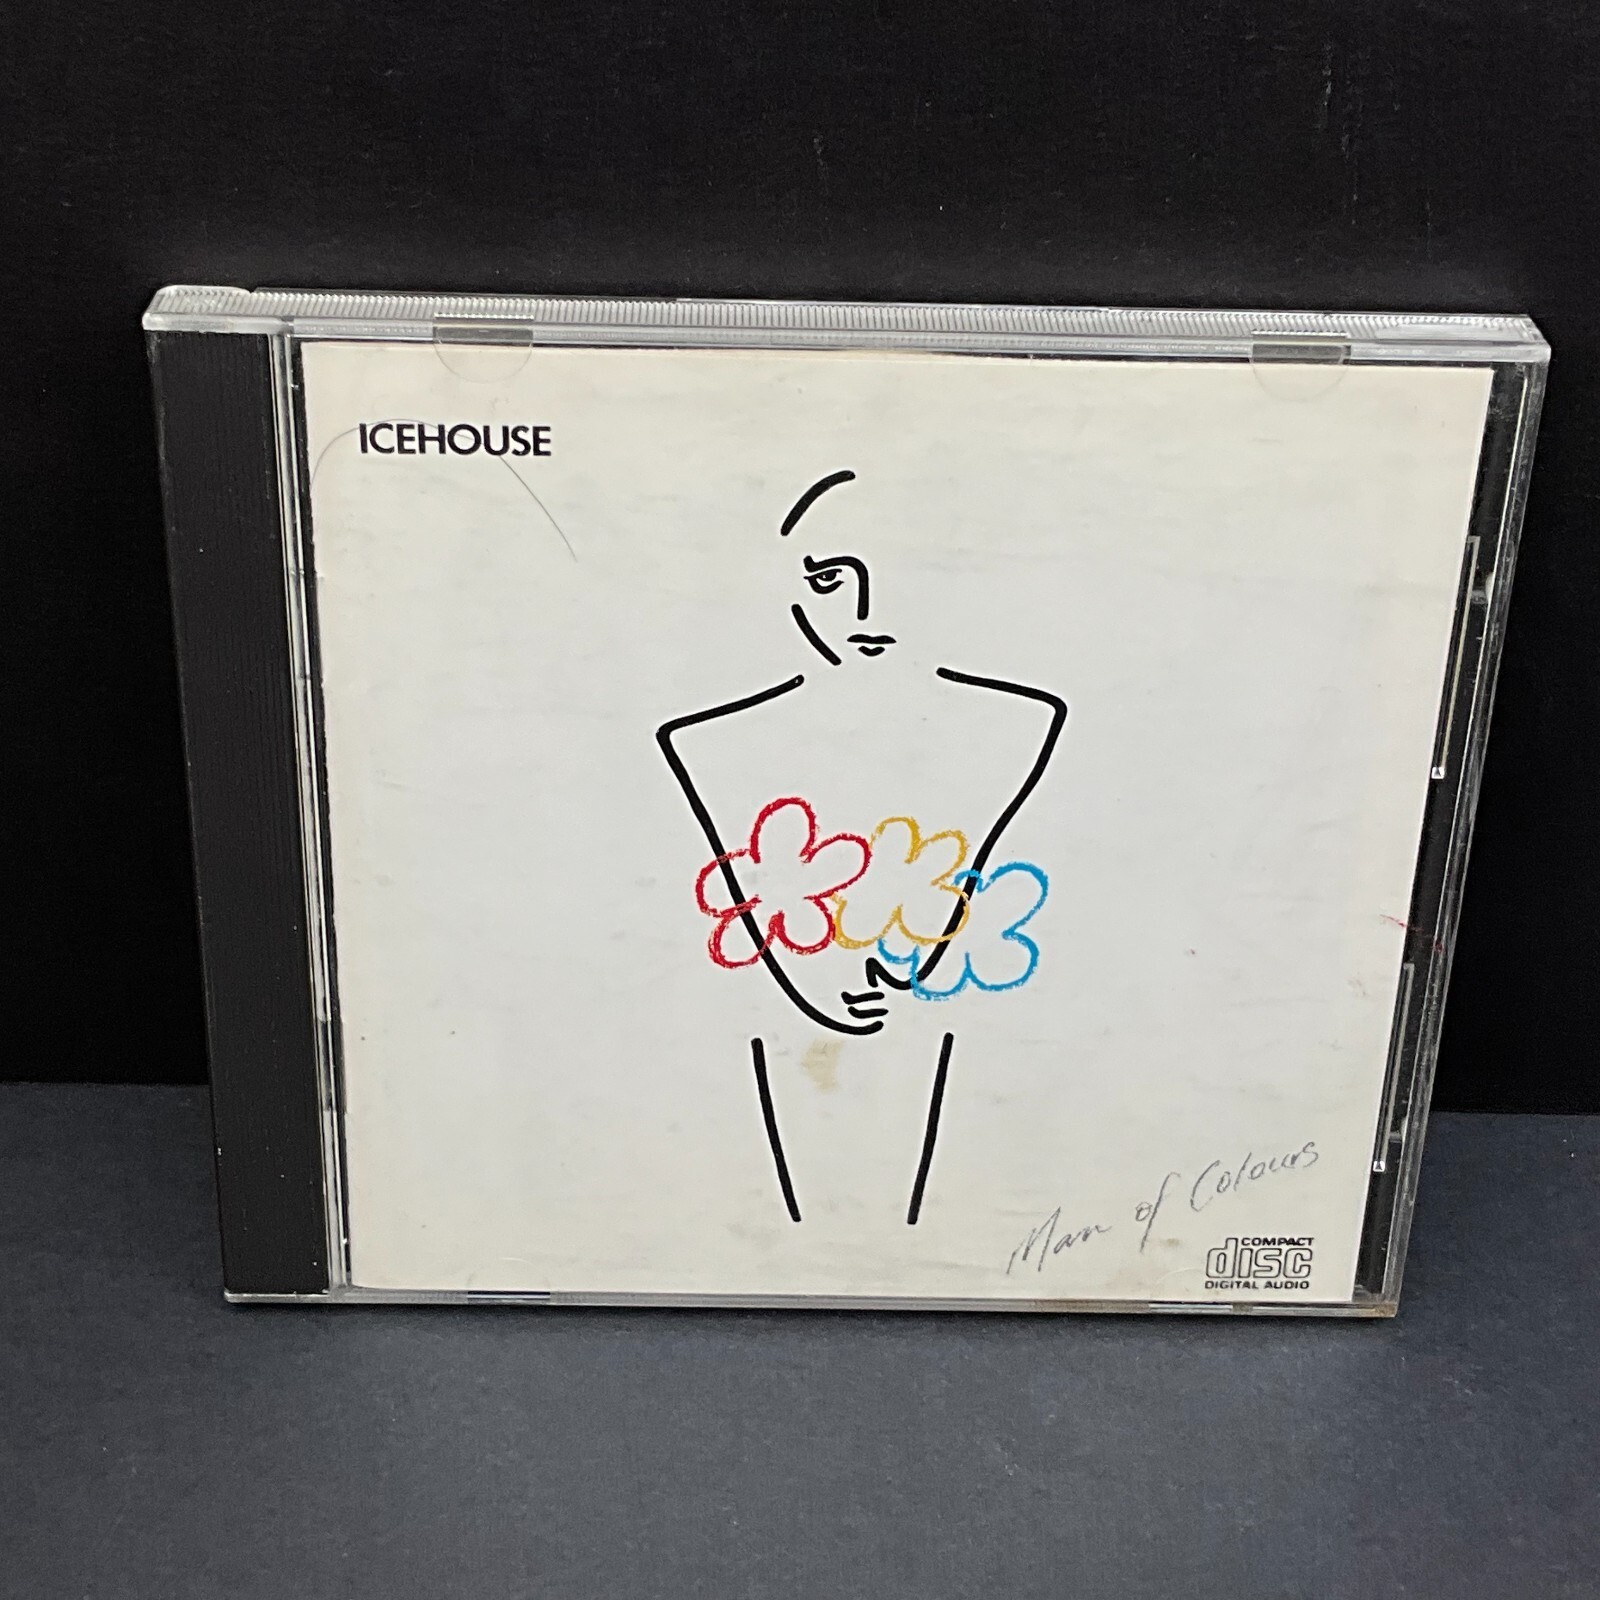 ICEHOUSE
Man of Colours
COMPACT
disc
DIGITAL AUDIO